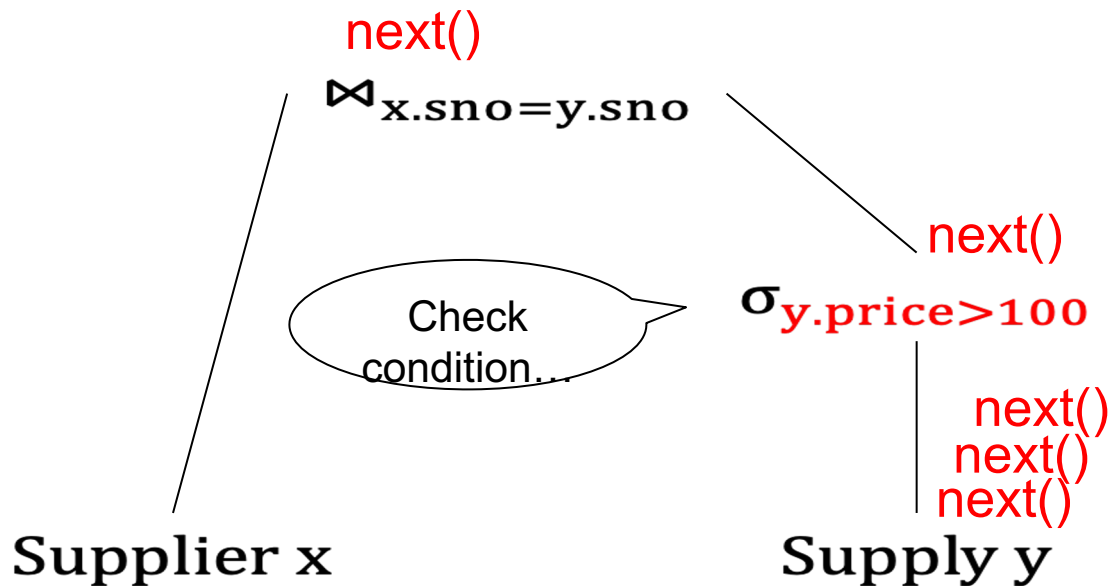 next()
⋈x.sno=y.sno
next()
σy.price>100
Check
condition…
next()
next()
next()
Supplier x
Supply y